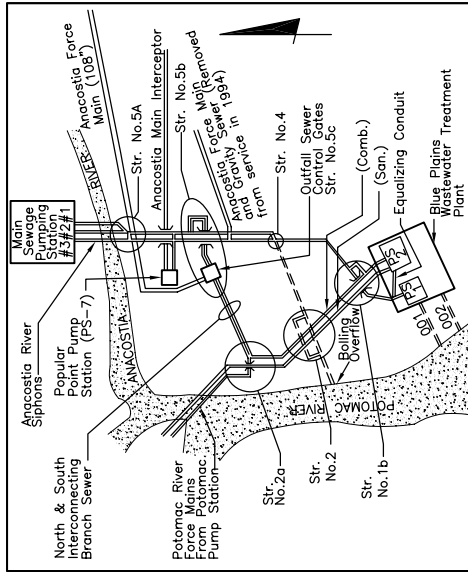 Main
Sewage
Pumping
Station
#3#2#1
Anacostia River
Siphons
RIVER
Anacostia Force
Main (108")
Str. No.5A
Anacostia Main Interceptor
Str. No.5b
Anacostia Force Main
and Gravity Sewer (Removed
from service in 1994)
Str. No.4
Outfall Sewer
Control Gates
Str. No.5c
(Comb.)
(San.)
Equalizing Conduit
Blue Plains
Wastewater Treatment
Plant
PS
2
PS
1
001
002
Popular
Point Pump
Station (PS-7)
ANACOSTIA
North & South
Interconnecting
Branch Sewer
Potomac River
Force Mains
From Potomac
Pump Station
Bolling
Overflow
POTOMAC RIVER
Str.
No.2a
Str.
No.2
Str.
No.1b